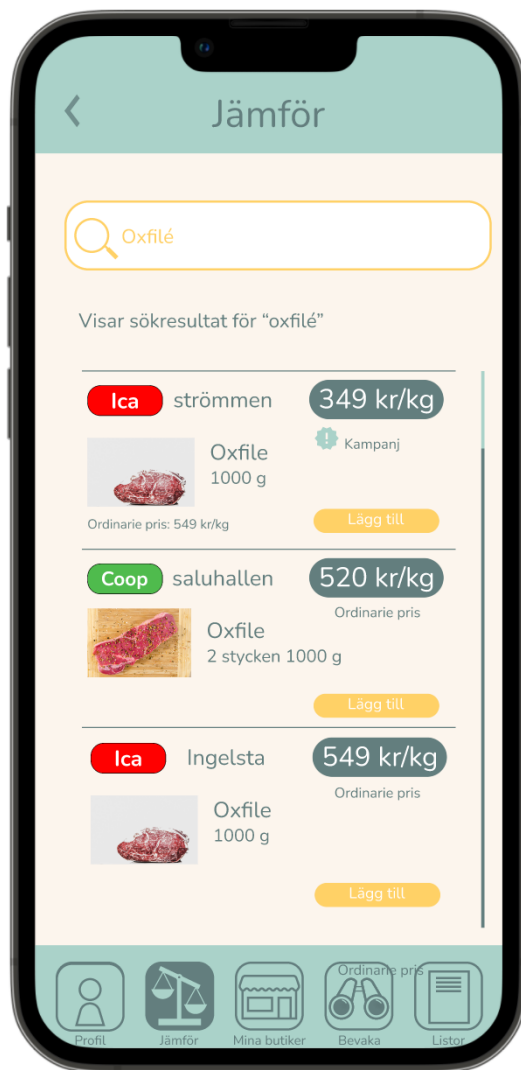 Jämför
Oxfilé
Visar sökresultat för “oxfilé”
Ica strömmen 349 kr/kg
Kampanj
Oxfile
1000 g
Ordinarie pris: 549 kr/kg
Lägg till
Coop saluhallen 520 kr/kg
Ordinarie pris
Oxfile
2 stycken 1000 g
Lägg till
Ica Ingelsta 549 kr/kg
Ordinarie pris
Oxfile
1000 g
Lägg till
Ordinarie pris
Profil Jämför Mina butiker Bevaka Listor